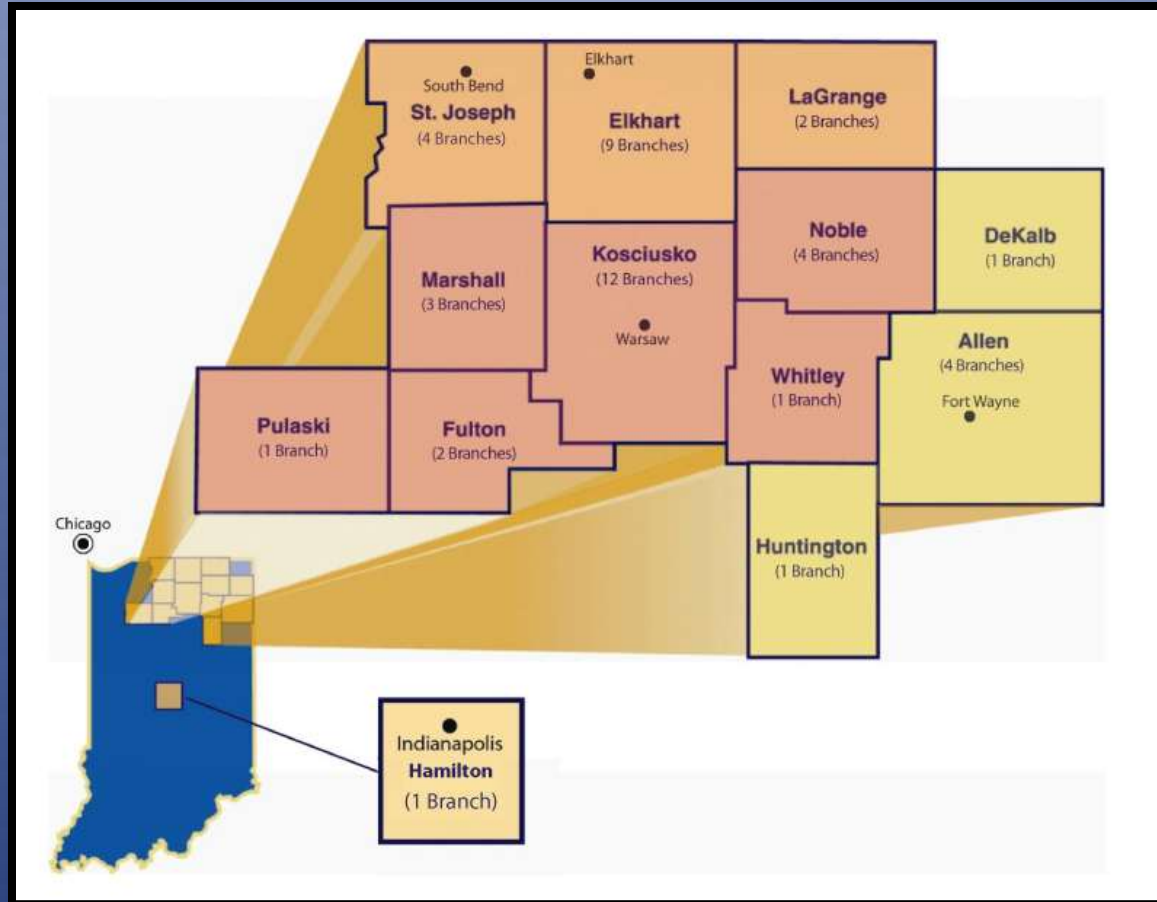 South Bend
St. Joseph
(4 Branches)
Elkhart
Elkhart
(9 Branches)
LaGrange
(2 Branches)
Marshall
(3 Branches)
Kosciusko
(12 Branches)
Warsaw
Noble
(4 Branches)
DeKalb
(1 Branch)
Pulaski
(1 Branch)
Fulton
(2 Branches)
Whitley
(1 Branch)
Allen
(4 Branches)
Fort Wayne
Huntington
(1 Branch)
Chicago
Indianapolis
Hamilton
(1 Branch)